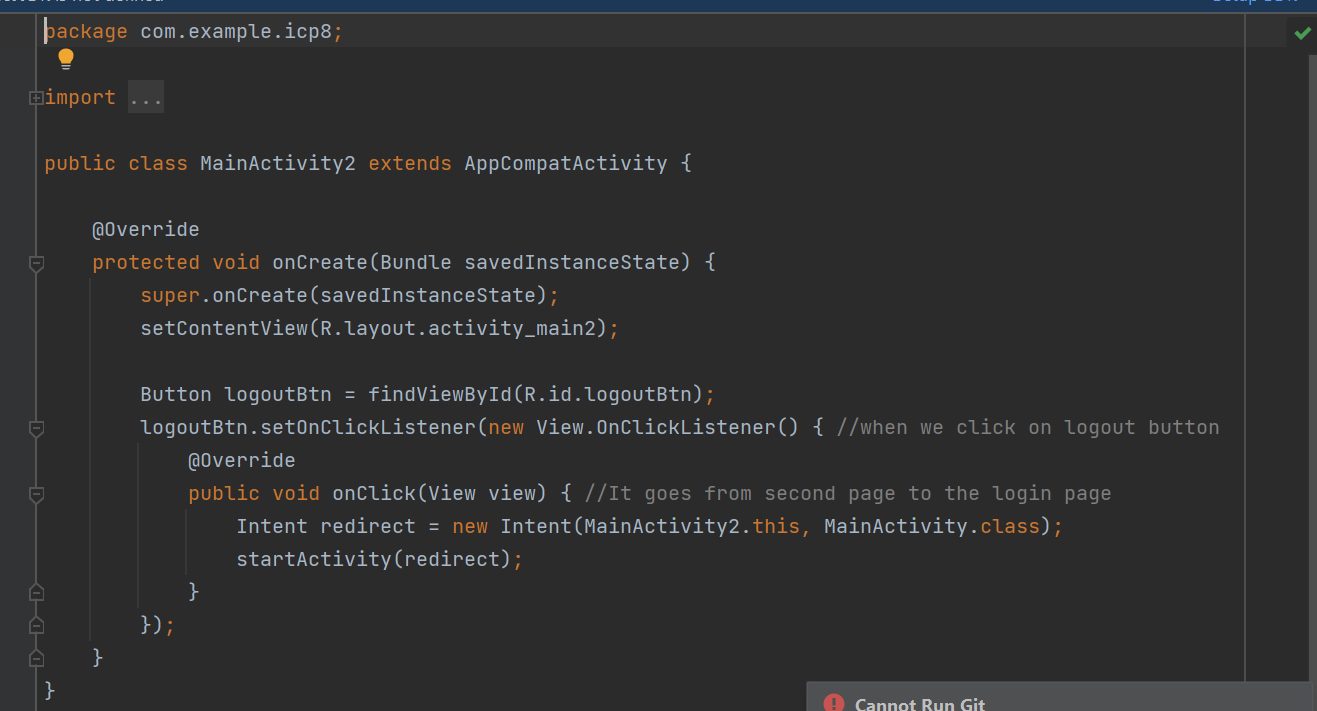 package com.example.icp8;
import ...
public class MainActivity2 extends AppCompatActivity {
@Override
protected void onCreate(Bundle savedInstanceState) {
super.onCreate(savedInstanceState);
setContentView(R.layout.activity_main2);
Button logoutBtn = findViewById(R.id.logoutBtn);
logoutBtn.setOnClickListener(new View.OnClickListener() { //when we click on logout button
@Override
public void onClick(View view) { //It goes from second page to the login page
Intent redirect = new Intent(MainActivity2.this, MainActivity.class);
startActivity(redirect);
}
});
}
}
Cannot Run Git